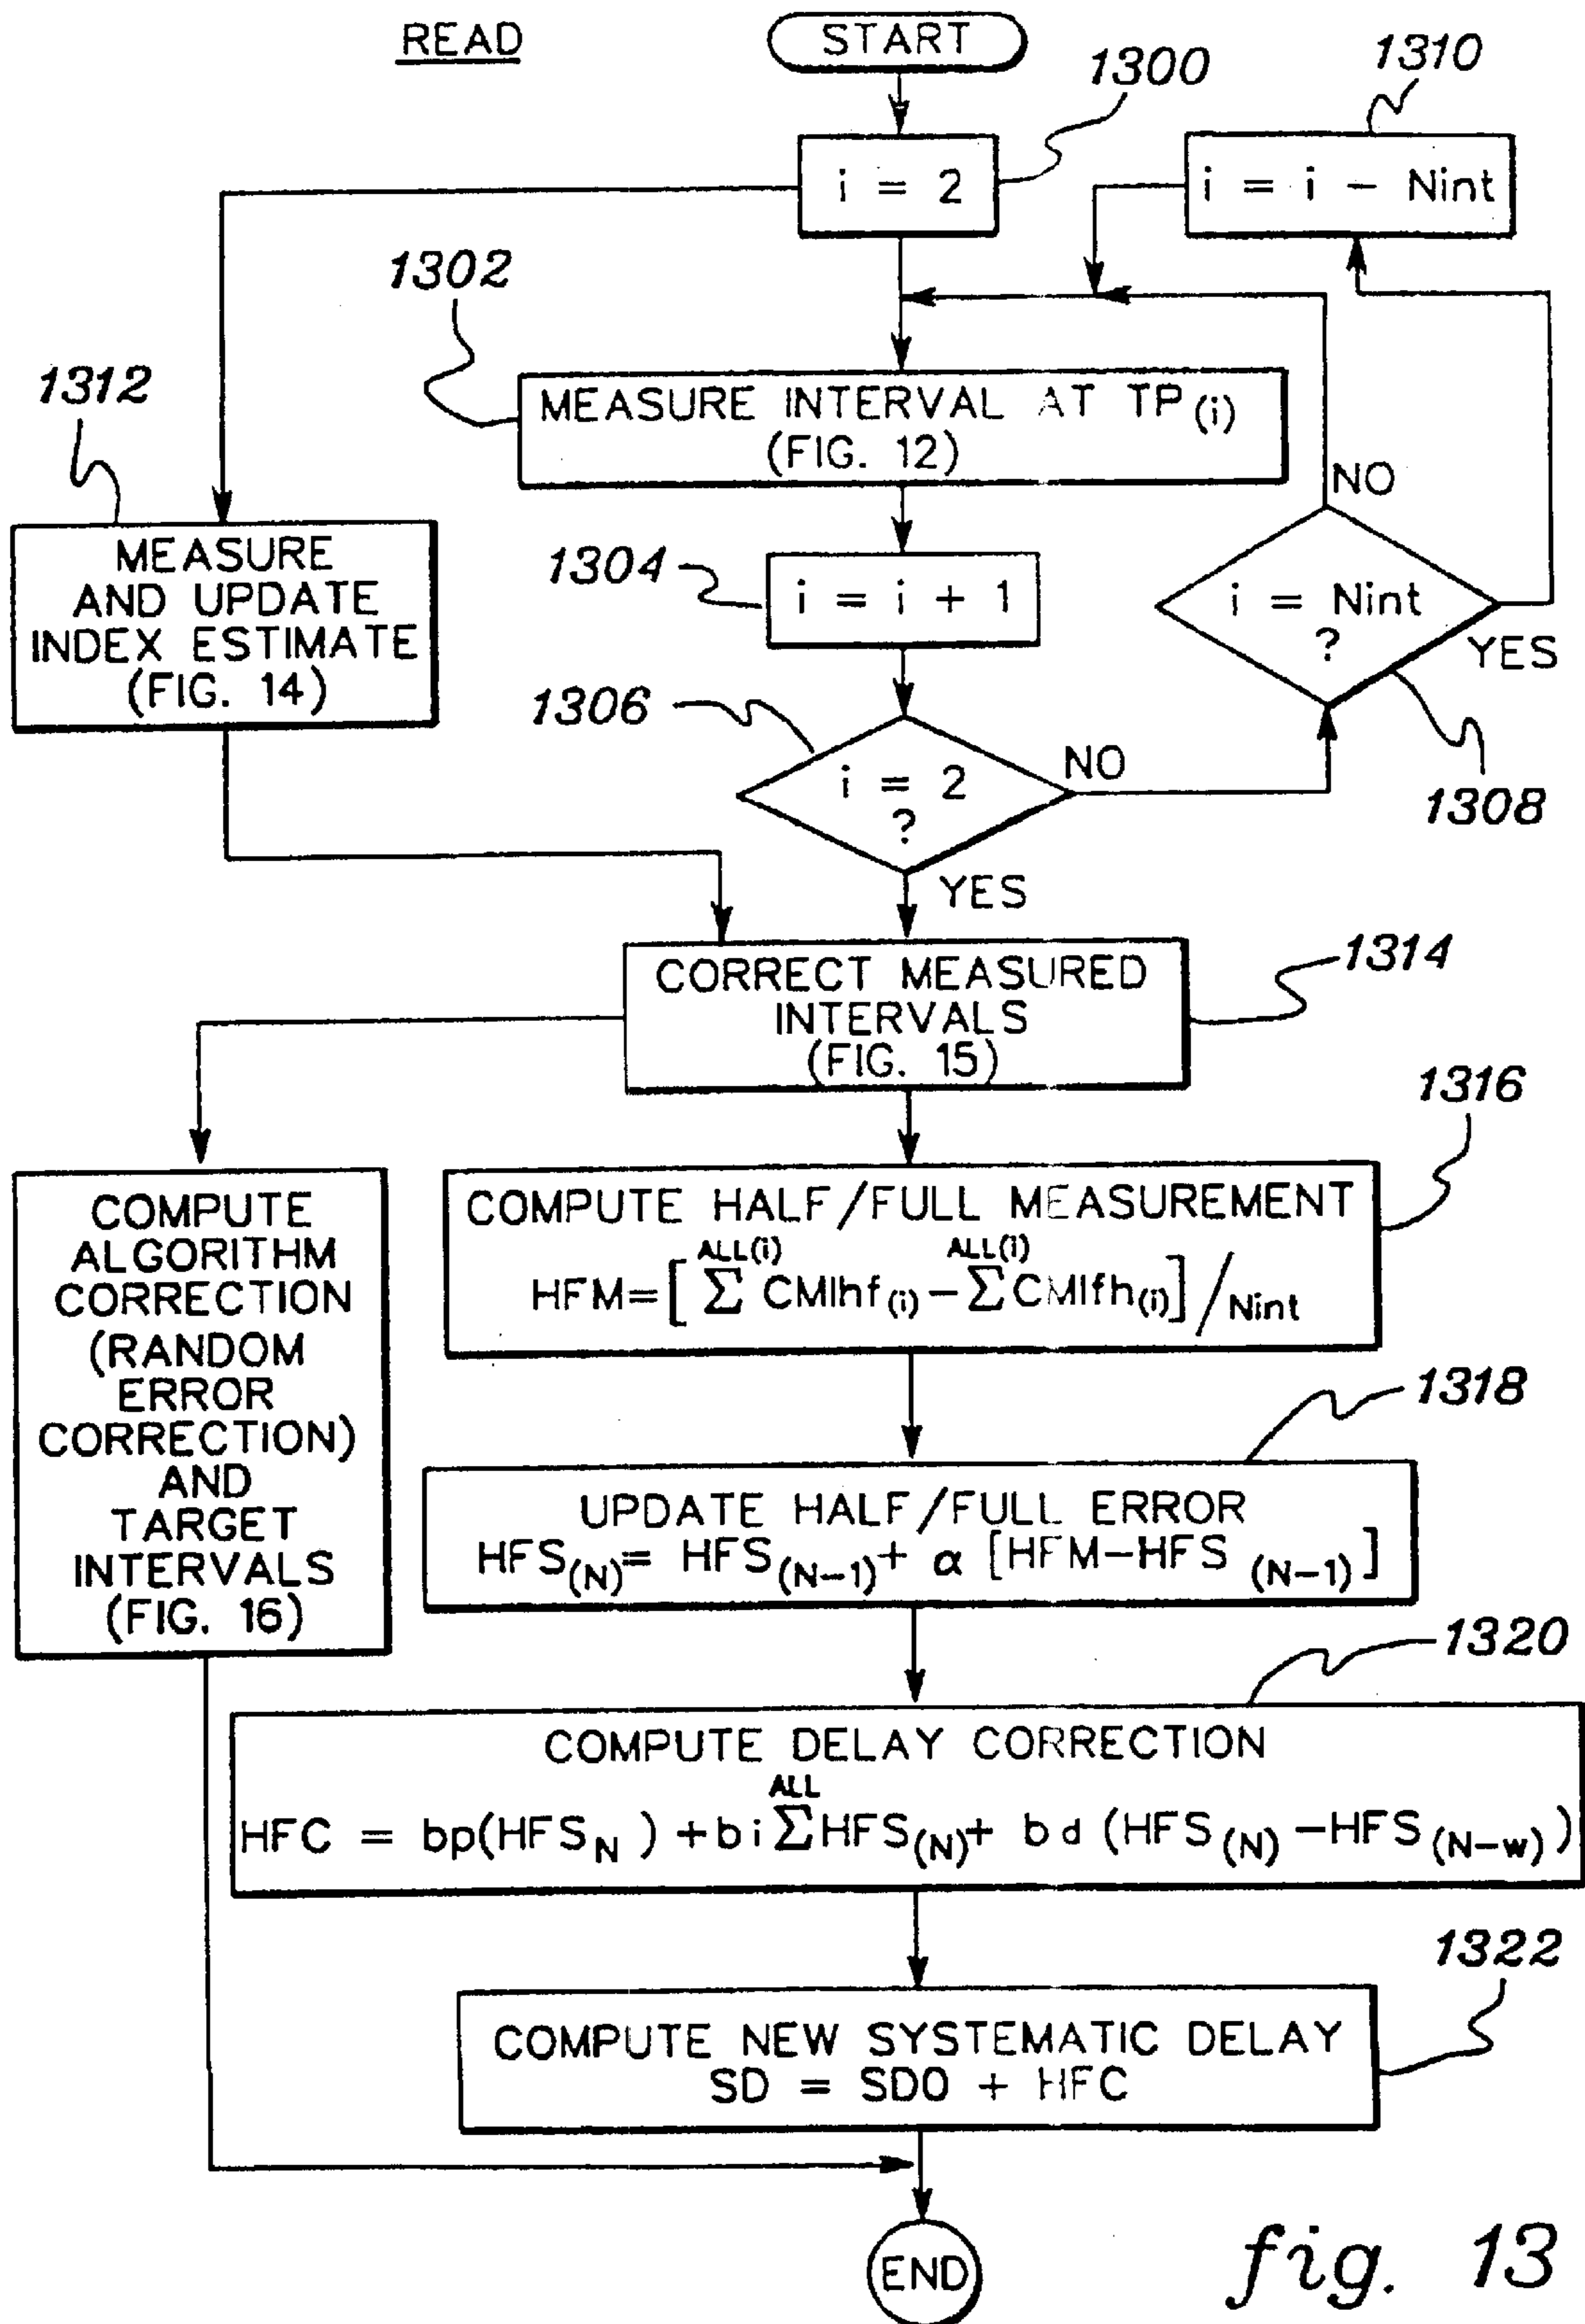 READ
START
1300
1310
i = 2
i = i - Nint
1302
1312
MEASURE INTERVAL AT TP(i)
(FIG. 12)
NO
MEASURE
AND UPDATE
INDEX ESTIMATE
(FIG. 14)
1304
i = i + 1
i = Nint
?
YES
1306
1308
i = 2
?
NO
YES
CORRECT MEASURED
INTERVALS
(FIG. 15)
1314
1316
COMPUTE
ALGORITHM
CORRECTION
(RANDOM
ERROR
CORRECTION)
AND
TARGET
INTERVALS
(FIG. 16)
COMPUTE HALF/FULL MEASUREMENT
ALL(i) ALL(i)
HFM=[ Σ CMIhf(i) - Σ CMIfh(i)] /Nint
1318
UPDATE HALF/FULL ERROR
HFS(N)= HFS(N-1)+ α [HFM-HFS (N-1)]
1320
COMPUTE DELAY CORRECTION
ALL
HFC = bp(HFSN ) +bi Σ HFS(N)+ bd (HFS(N) -HFS(N-w))
1322
COMPUTE NEW SYSTEMATIC DELAY
SD = SD0 + HFC
END
fig. 13